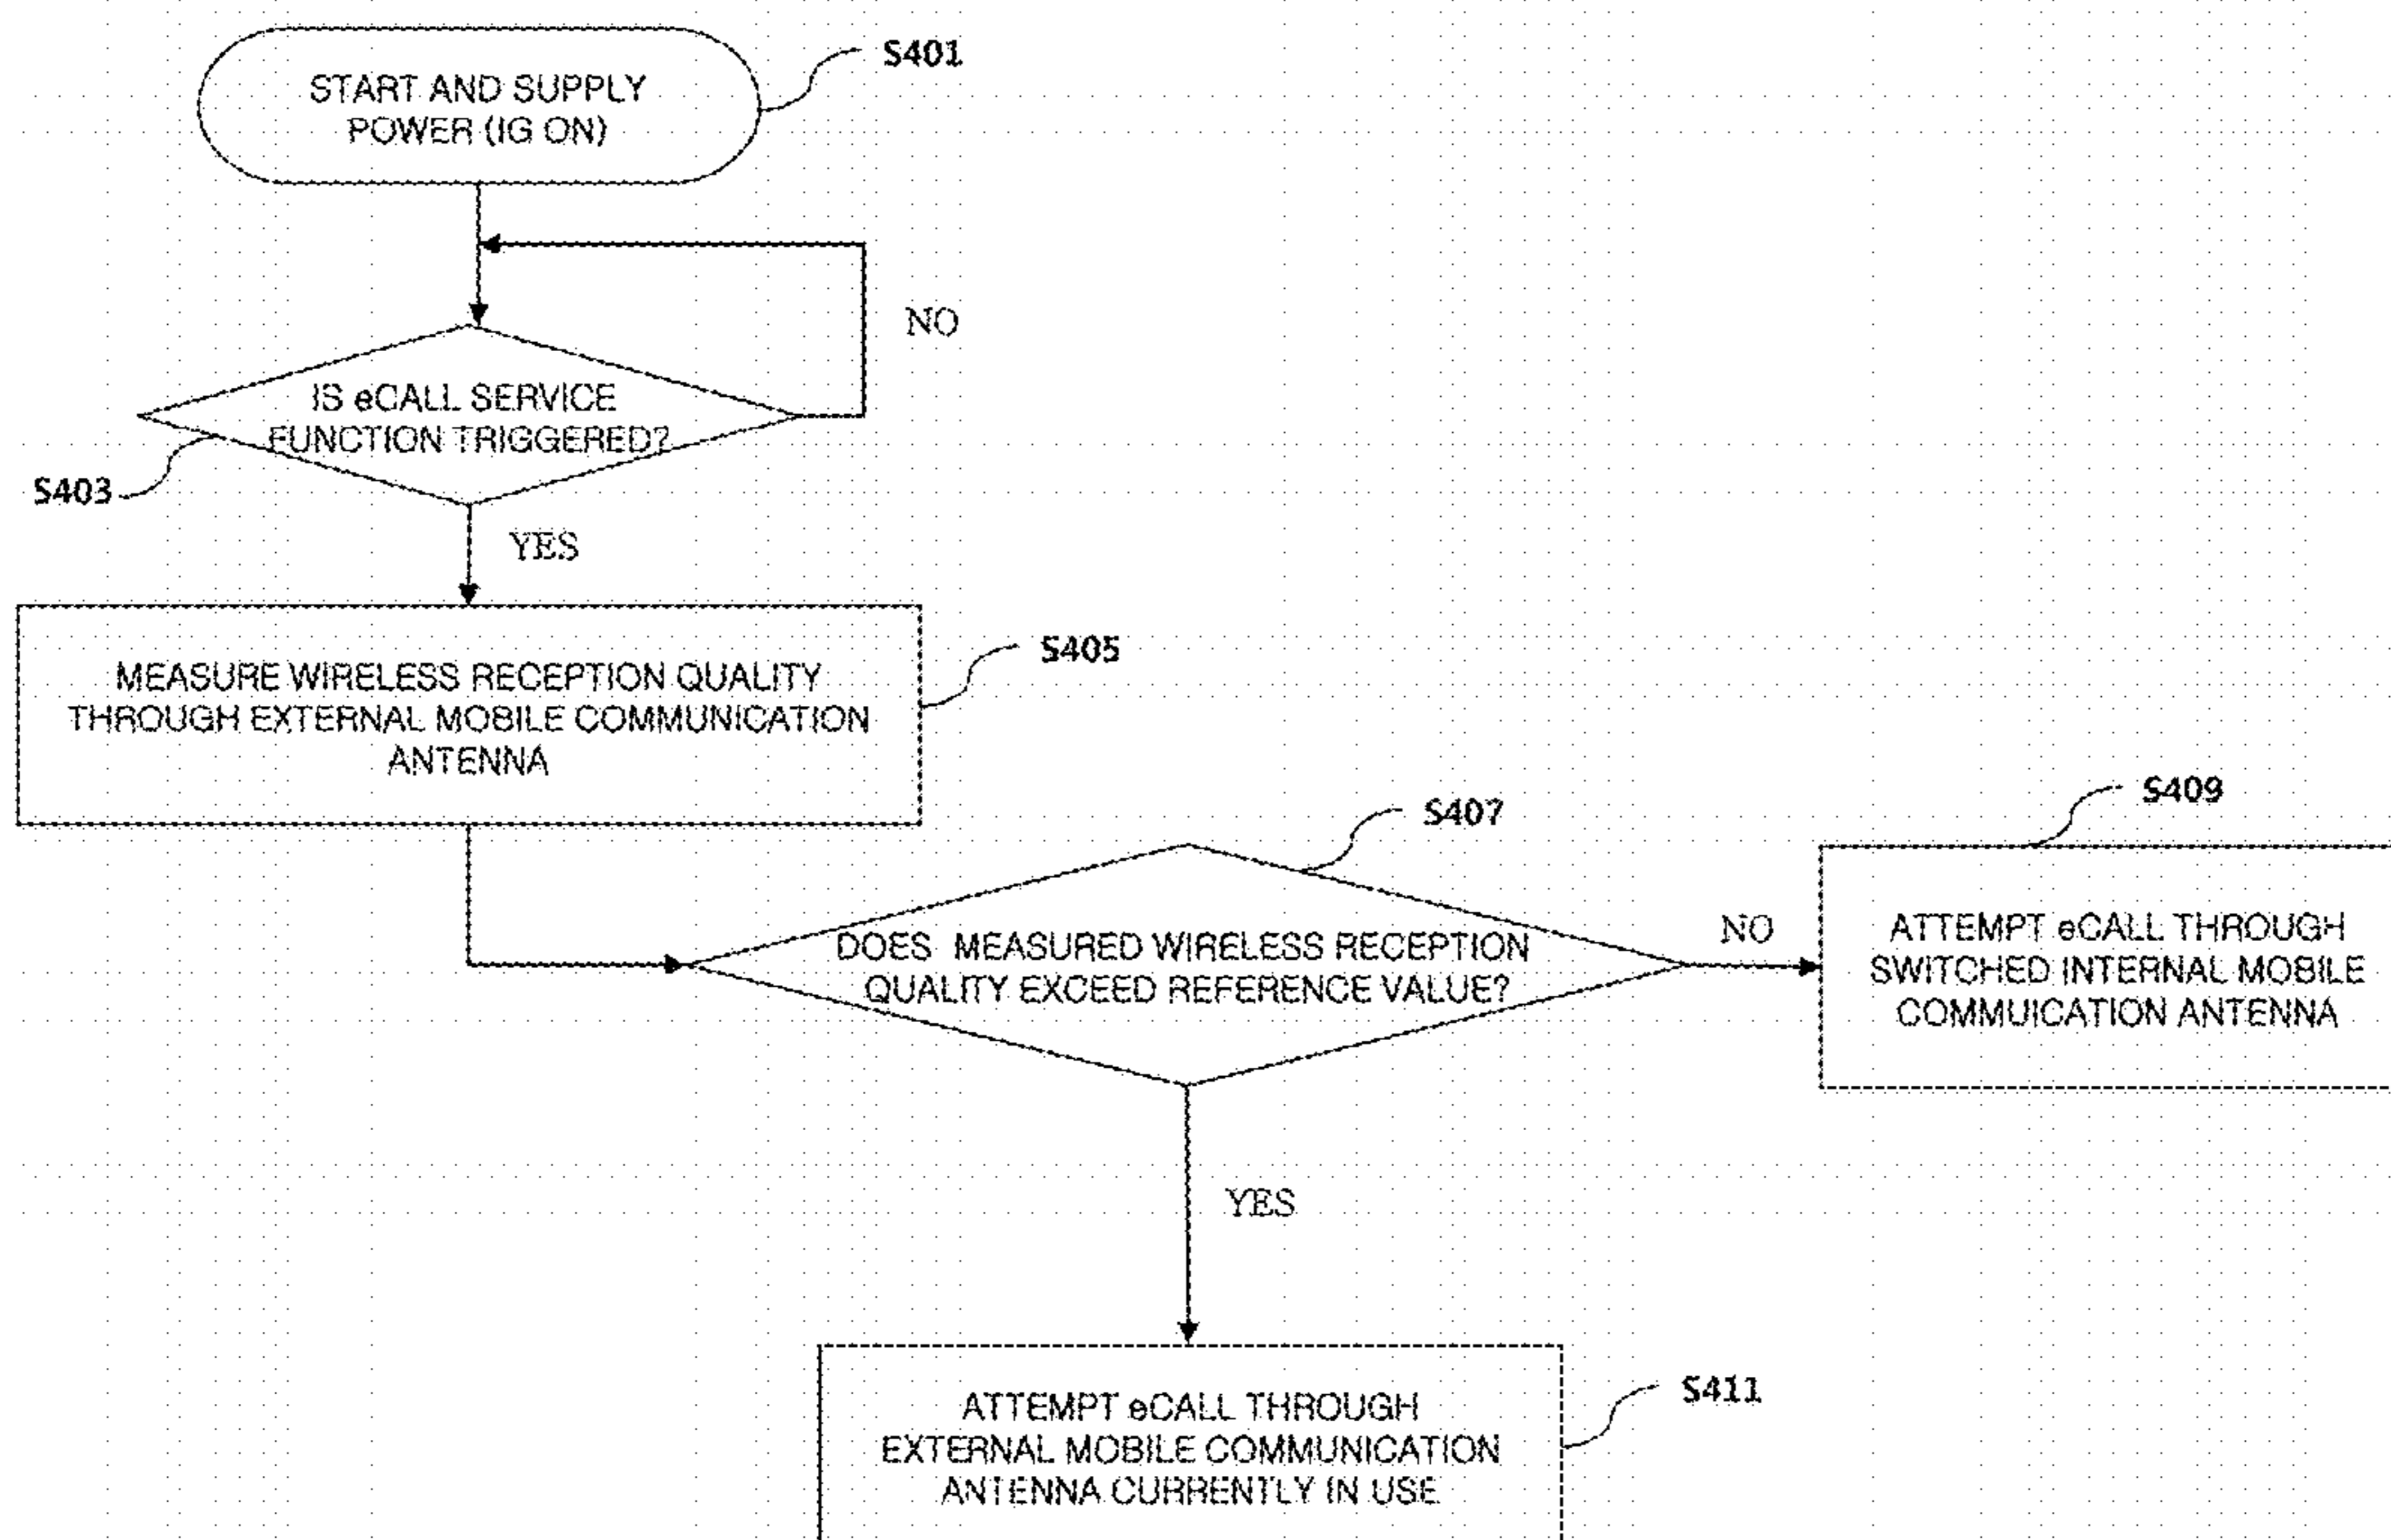 START AND SUPPLY
POWER (IG ON)
S401
NO
IS eCALL SERVICE
FUNCTION TRIGGERED?
S403
YES
MEASURE WIRELESS RECEPTION QUALITY
THROUGH EXTERNAL MOBILE COMMUNICATION
ANTENNA
S405
S407
DOES MEASURED WIRELESS RECEPTION
QUALITY EXCEED REFERENCE VALUE?
NO
S409
ATTEMPT eCALL THROUGH
SWITCHED INTERNAL MOBILE
COMMUICATION ANTENNA
YES
ATTEMPT eCALL THROUGH
EXTERNAL MOBILE COMMUNICATION
ANTENNA CURRENTLY IN USE
S411